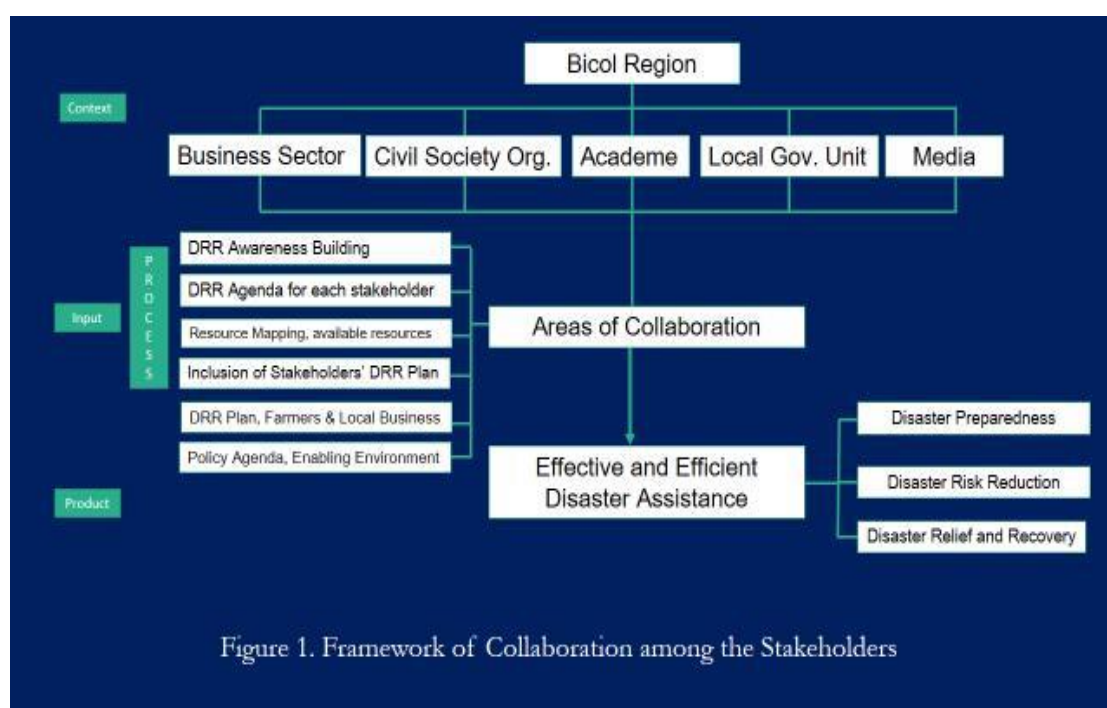 Bicol Region
Context
Business Sector
Civil Society Org.
Academe
Local Gov. Unit
Media
PROCESS
DRR Awareness Building
DRR Agenda for each stakeholder
Input
Resource Mapping, available resources
Areas of Collaboration
Inclusion of Stakeholders' DRR Plan
DRR Plan, Farmers & Local Business
Policy Agenda, Enabling Environment
Product
Effective and Efficient
Disaster Assistance
Disaster Preparedness
Disaster Risk Reduction
Disaster Relief and Recovery
Figure 1. Framework of Collaboration among the Stakeholders